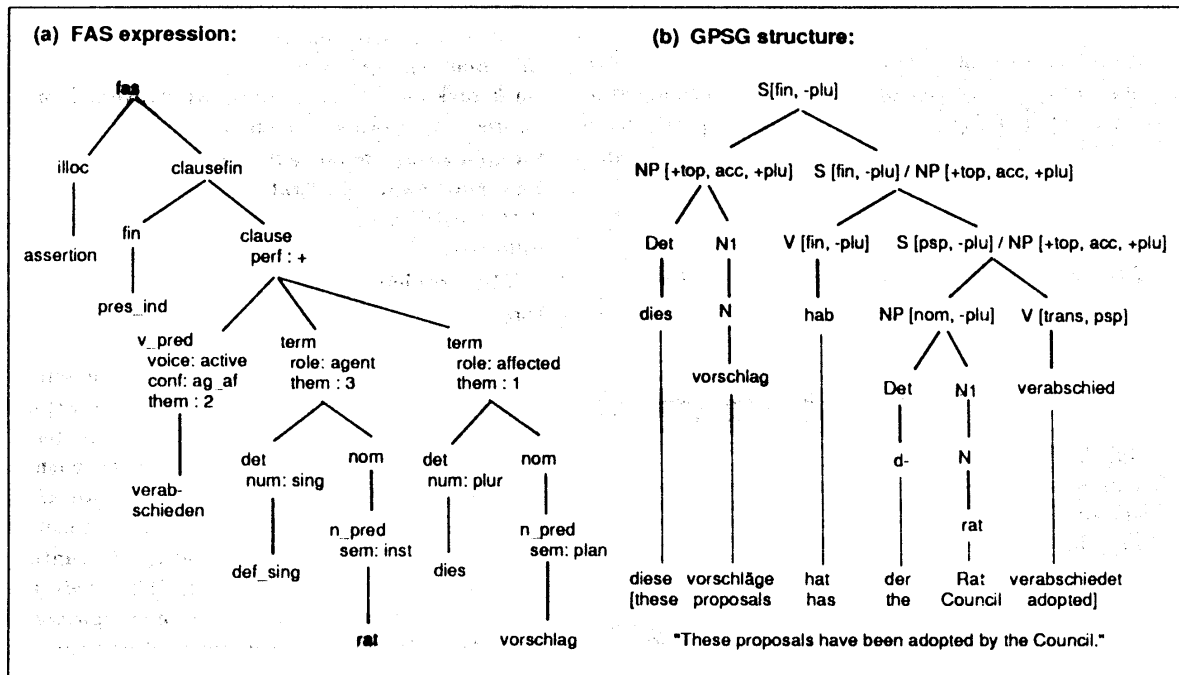 (a) FAS expression:
fas
illoc clausefin
assertion
fin clause
perf : +
pres_ind
v_pred term term
voice: active role: agent role: affected
conf: ag_af them : 3 them : 1
them : 2
verab-
schieden
det nom det nom
num: sing num: plur
n_pred n_pred
sem: inst sem: plan
def_sing dies
rat vorschlag
(b) GPSG structure:
S[fin, -plu]
NP [+top, acc, +plu] S [fin, -plu] / NP [+top, acc, +plu]
Det N1 V [fin, -plu] S [psp, -plu] / NP [+top, acc, +plu]
dies N hab NP [nom, -plu] V [trans, psp]
vorschlag Det N1 verabschied
d- N
rat
diese vorschläge hat der Rat verabschiedet
[these proposals has the Council adopted]
"These proposals have been adopted by the Council."